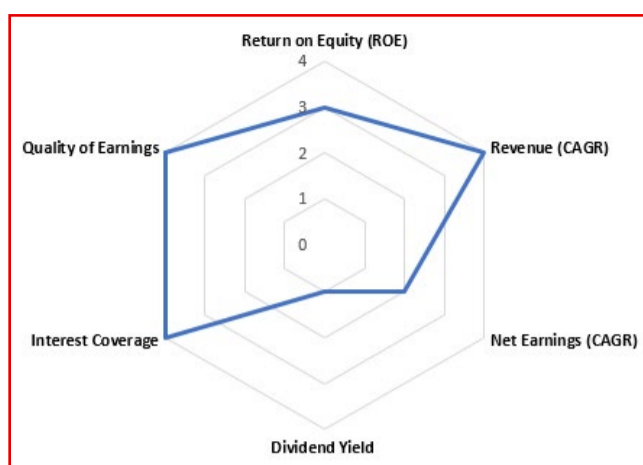 Return on Equity (ROE)
4
3
2
1
0
Quality of Earnings
Revenue (CAGR)
Interest Coverage
Net Earnings (CAGR)
Dividend Yield